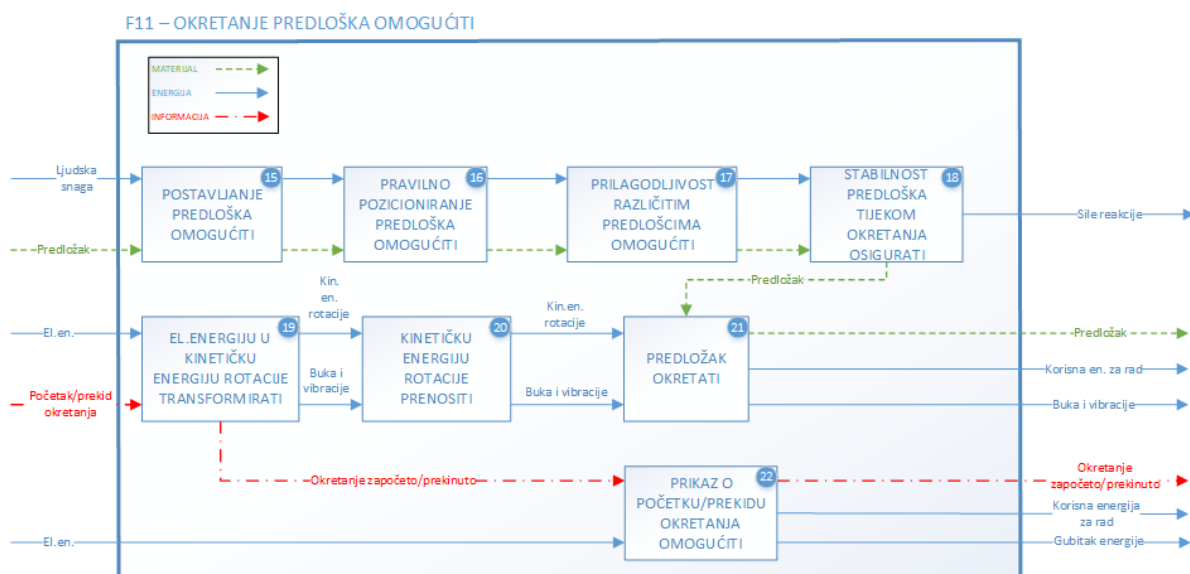 F11 – OKRETANJE PREDLOŠKA OMOGUĆITI
MATERIJAL
ENERGIJA
INFORMACIJA
Ljudska
snaga
Predložak
15
POSTAVLJANJE
PREDLOŠKA
OMOGUĆITI
16
PRAVILNO
POZICIONIRANJE
PREDLOŠKA
OMOGUĆITI
17
PRILAGODLJIVOST
RAZLIČITIM
PREDLOŠCIMA
OMOGUĆITI
18
STABILNOST
PREDLOŠKA
TIJEKOM
OKRETANJA
OSIGURATI
Sile reakcije
Predložak
El.en.
Početak/prekid
okretanja
19
EL.ENERGIJU U
KINETIČKU
ENERGIJU ROTACIJE
TRANSFORMIRATI
Kin.
en.
rotacije
Buka i
vibracije
20
KINETIČKU
ENERGIJU
ROTACIJE
PRENOSITI
Kin.en.
rotacije
Buka i vibracije
21
PREDLOŽAK
OKRETATI
Predložak
Korisna en. za rad
Buka i vibracije
Okretanje započeto/prekinuto
El.en.
22
PRIKAZ O
POČETKU/PREKIDU
OKRETANJA
OMOGUĆITI
Okretanje
započeto/prekinuto
Korisna energija
za rad
Gubitak energije